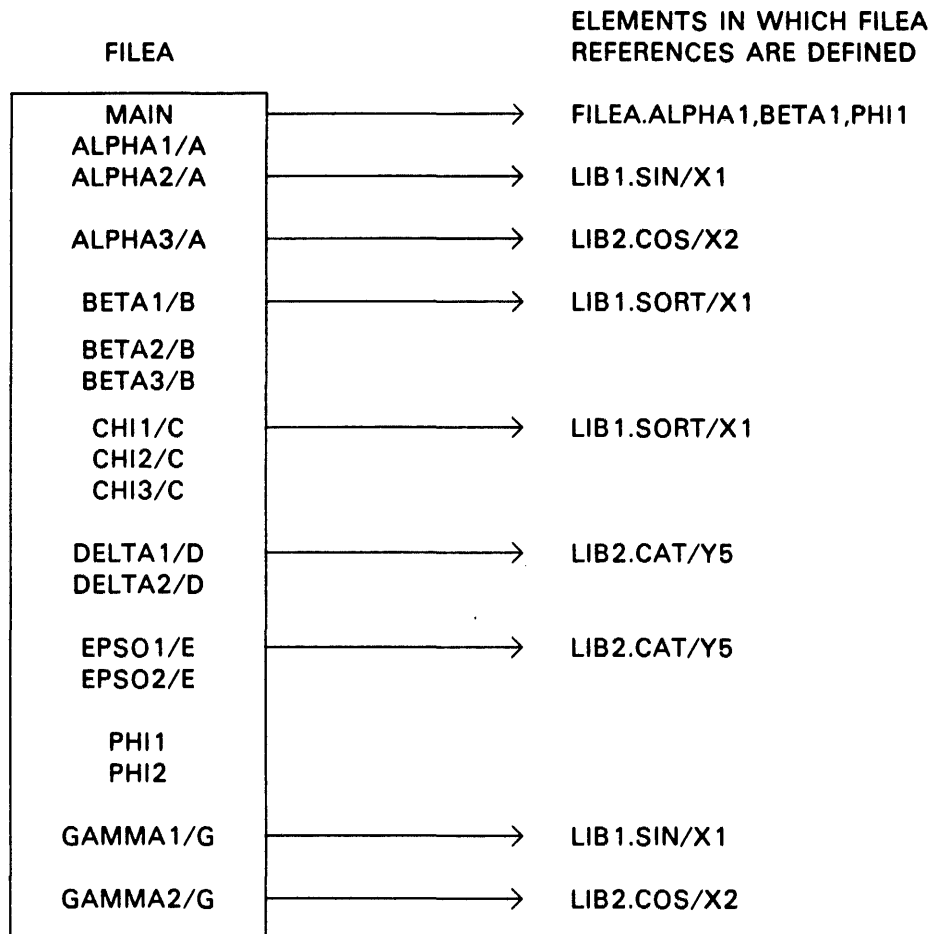 FILEA
ELEMENTS IN WHICH FILEA
REFERENCES ARE DEFINED
MAIN FILEA.ALPHA1,BETA1,PHI1
ALPHA1/A
ALPHA2/A LIB1.SIN/X1
ALPHA3/A LIB2.COS/X2
BETA1/B LIB1.SORT/X1
BETA2/B
BETA3/B
CHI1/C LIB1.SORT/X1
CHI2/C
CHI3/C
DELTA1/D LIB2.CAT/Y5
DELTA2/D
EPSO1/E LIB2.CAT/Y5
EPSO2/E
PHI1
PHI2
GAMMA1/G LIB1.SIN/X1
GAMMA2/G LIB2.COS/X2